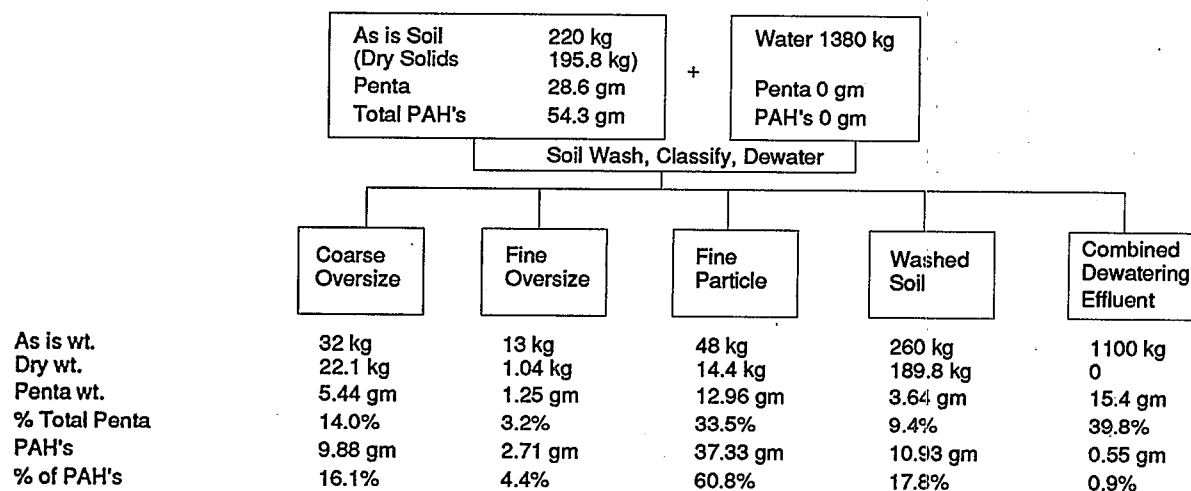 As is Soil 220 kg
(Dry Solids 195.8 kg)
Penta 28.6 gm
Total PAH's 54.3 gm
+
Water 1380 kg
Penta 0 gm
PAH's 0 gm
Soil Wash, Classify, Dewater
Coarse
Oversize
Fine
Oversize
Fine
Particle
Washed
Soil
Combined
Dewatering
Effluent
As is wt. 32 kg 13 kg 48 kg 260 kg 1100 kg
Dry wt. 22.1 kg 1.04 kg 14.4 kg 189.8 kg 0
Penta wt. 5.44 gm 1.25 gm 12.96 gm 3.64 gm 15.4 gm
% Total Penta 14.0% 3.2% 33.5% 9.4% 39.8%
PAH's 9.88 gm 2.71 gm 37.33 gm 10.93 gm 0.55 gm
% of PAH's 16.1% 4.4% 60.8% 17.8% 0.9%